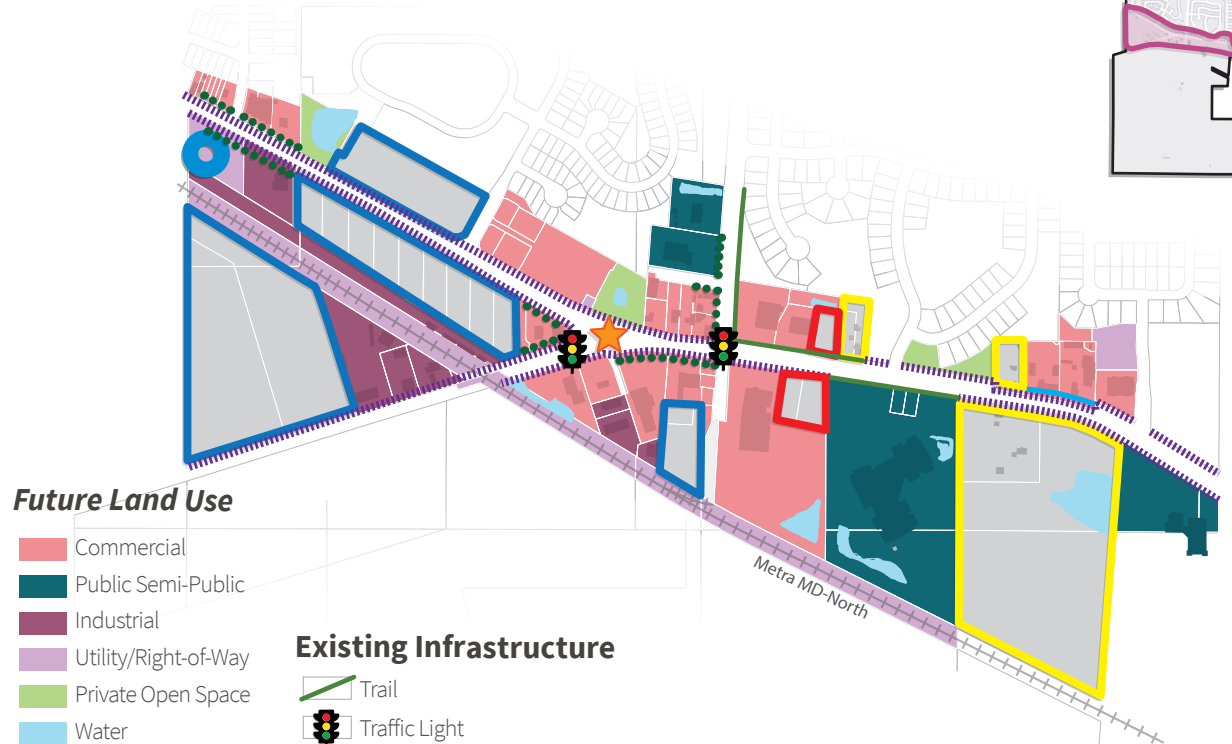 Metra MD-North
Future Land Use
Commercial
Public Semi-Public
Industrial
Utility/Right-of-Way
Private Open Space
Water
Existing Infrastructure
Trail
Traffic Light